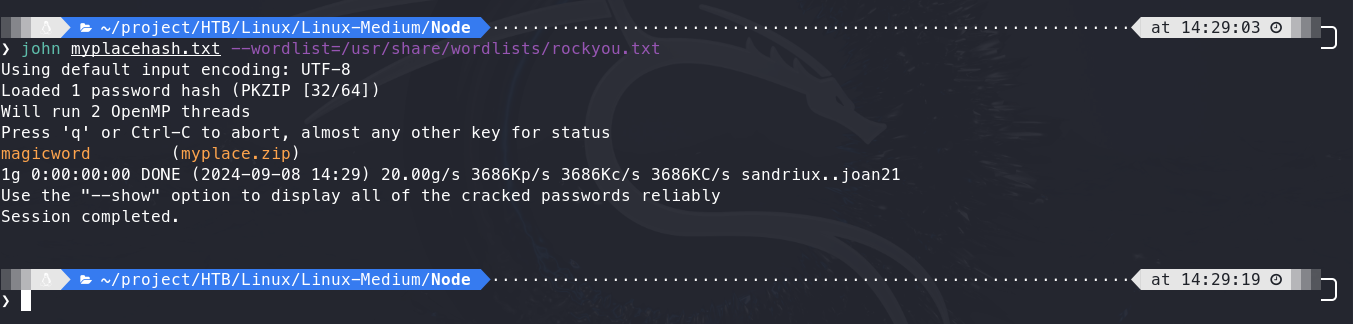 ~/project/HTB/Linux/Linux-Medium/Node at 14:29:03
❯ john myplacehash.txt --wordlist=/usr/share/wordlists/rockyou.txt
Using default input encoding: UTF-8
Loaded 1 password hash (PKZIP [32/64])
Will run 2 OpenMP threads
Press 'q' or Ctrl-C to abort, almost any other key for status
magicword        (myplace.zip)
1g 0:00:00:00 DONE (2024-09-08 14:29) 20.00g/s 3686Kp/s 3686Kc/s 3686KC/s sandriux..joan21
Use the "--show" option to display all of the cracked passwords reliably
Session completed.
~/project/HTB/Linux/Linux-Medium/Node at 14:29:19
❯